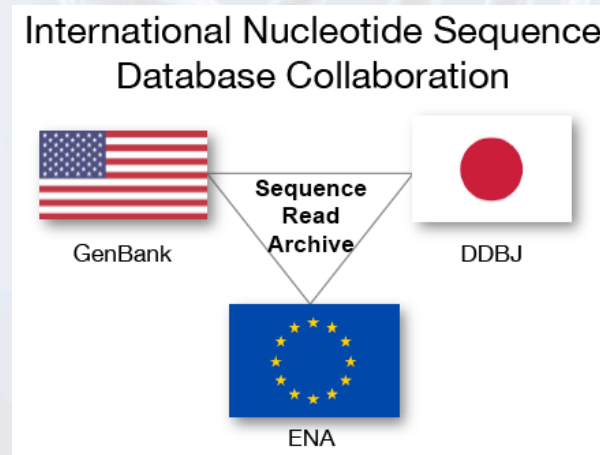 International Nucleotide Sequence
Database Collaboration
Sequence
Read
Archive
GenBank
DDBJ
ENA